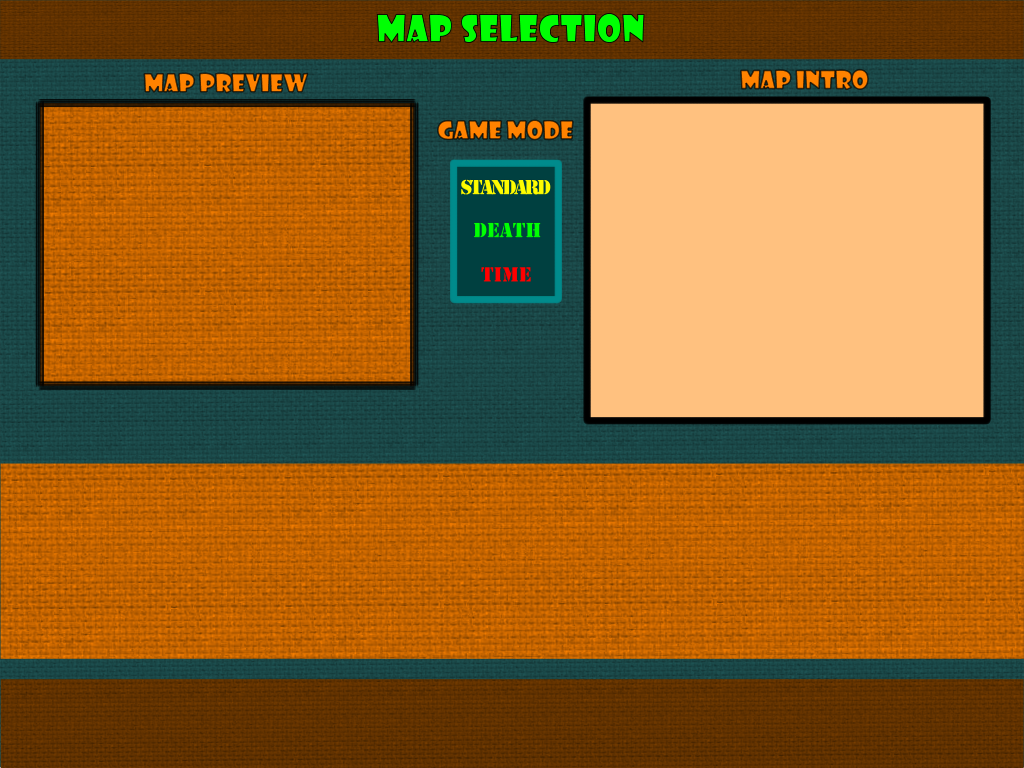 MAP SELECTION
MAP PREVIEW
MAP INTRO
GAME MODE
STANDARD
DEATH
TIME